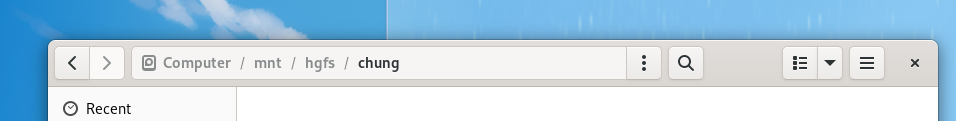 Computer / mnt / hgfs / chung
Recent